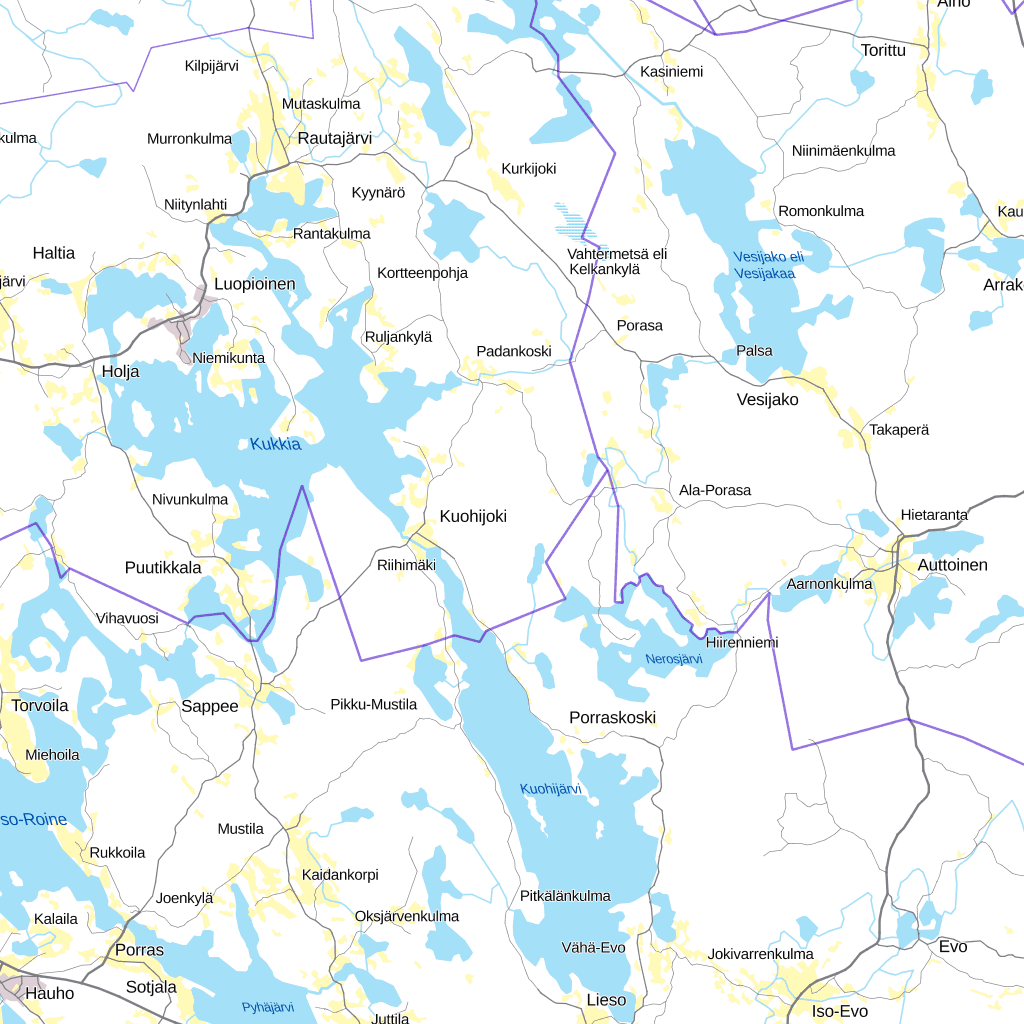 Torittu
Kilpijärvi
Kasiniemi
Mutaskulma
kulma
Murronkulma
Rautajärvi
Niinimäenkulma
Kurkijoki
Kyynärö
Niitynlahti
Romonkulma
Kau
Rantakulma
Haltia
Vahtermetsä eli
Kelkankylä
Vesijako eli
Vesijakaa
Kortteenpohja
järvi
Luopioinen
Arrak
Porasa
Ruljankylä
Padankoski
Palsa
Niemikunta
Holja
Vesijako
Takaperä
Kukkia
Ala-Porasa
Nivunkulma
Kuohijoki
Hietaranta
Riihimäki
Puutikkala
Auttoinen
Aarnonkulma
Vihavuosi
Hiirenniemi
Nerosjärvi
Torvoila
Sappee
Pikku-Mustila
Porraskoski
Miehoila
Kuohijärvi
so-Roine
Mustila
Rukkoila
Kaidankorpi
Joenkylä
Pitkälänkulma
Kalaila
Oksjärvenkulma
Porras
Vähä-Evo
Evo
Jokivarrenkulma
Sotjala
Hauho
Lieso
Pyhäjärvi
Iso-Evo
Juttila